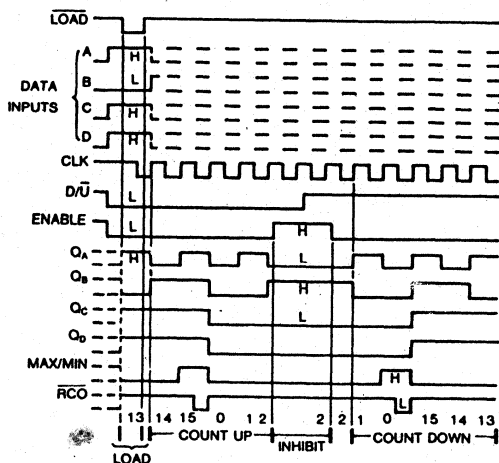 LOAD
A H
B L
DATA INPUTS
C H
D H
CLK
D/U L
ENABLE L H
QA H L
QB H
QC L
QD
MAX/MIN H
RCO L
13 14 15 0 1 2 2 2 1 0 15 14 13
COUNT UP INHIBIT COUNT DOWN
LOAD